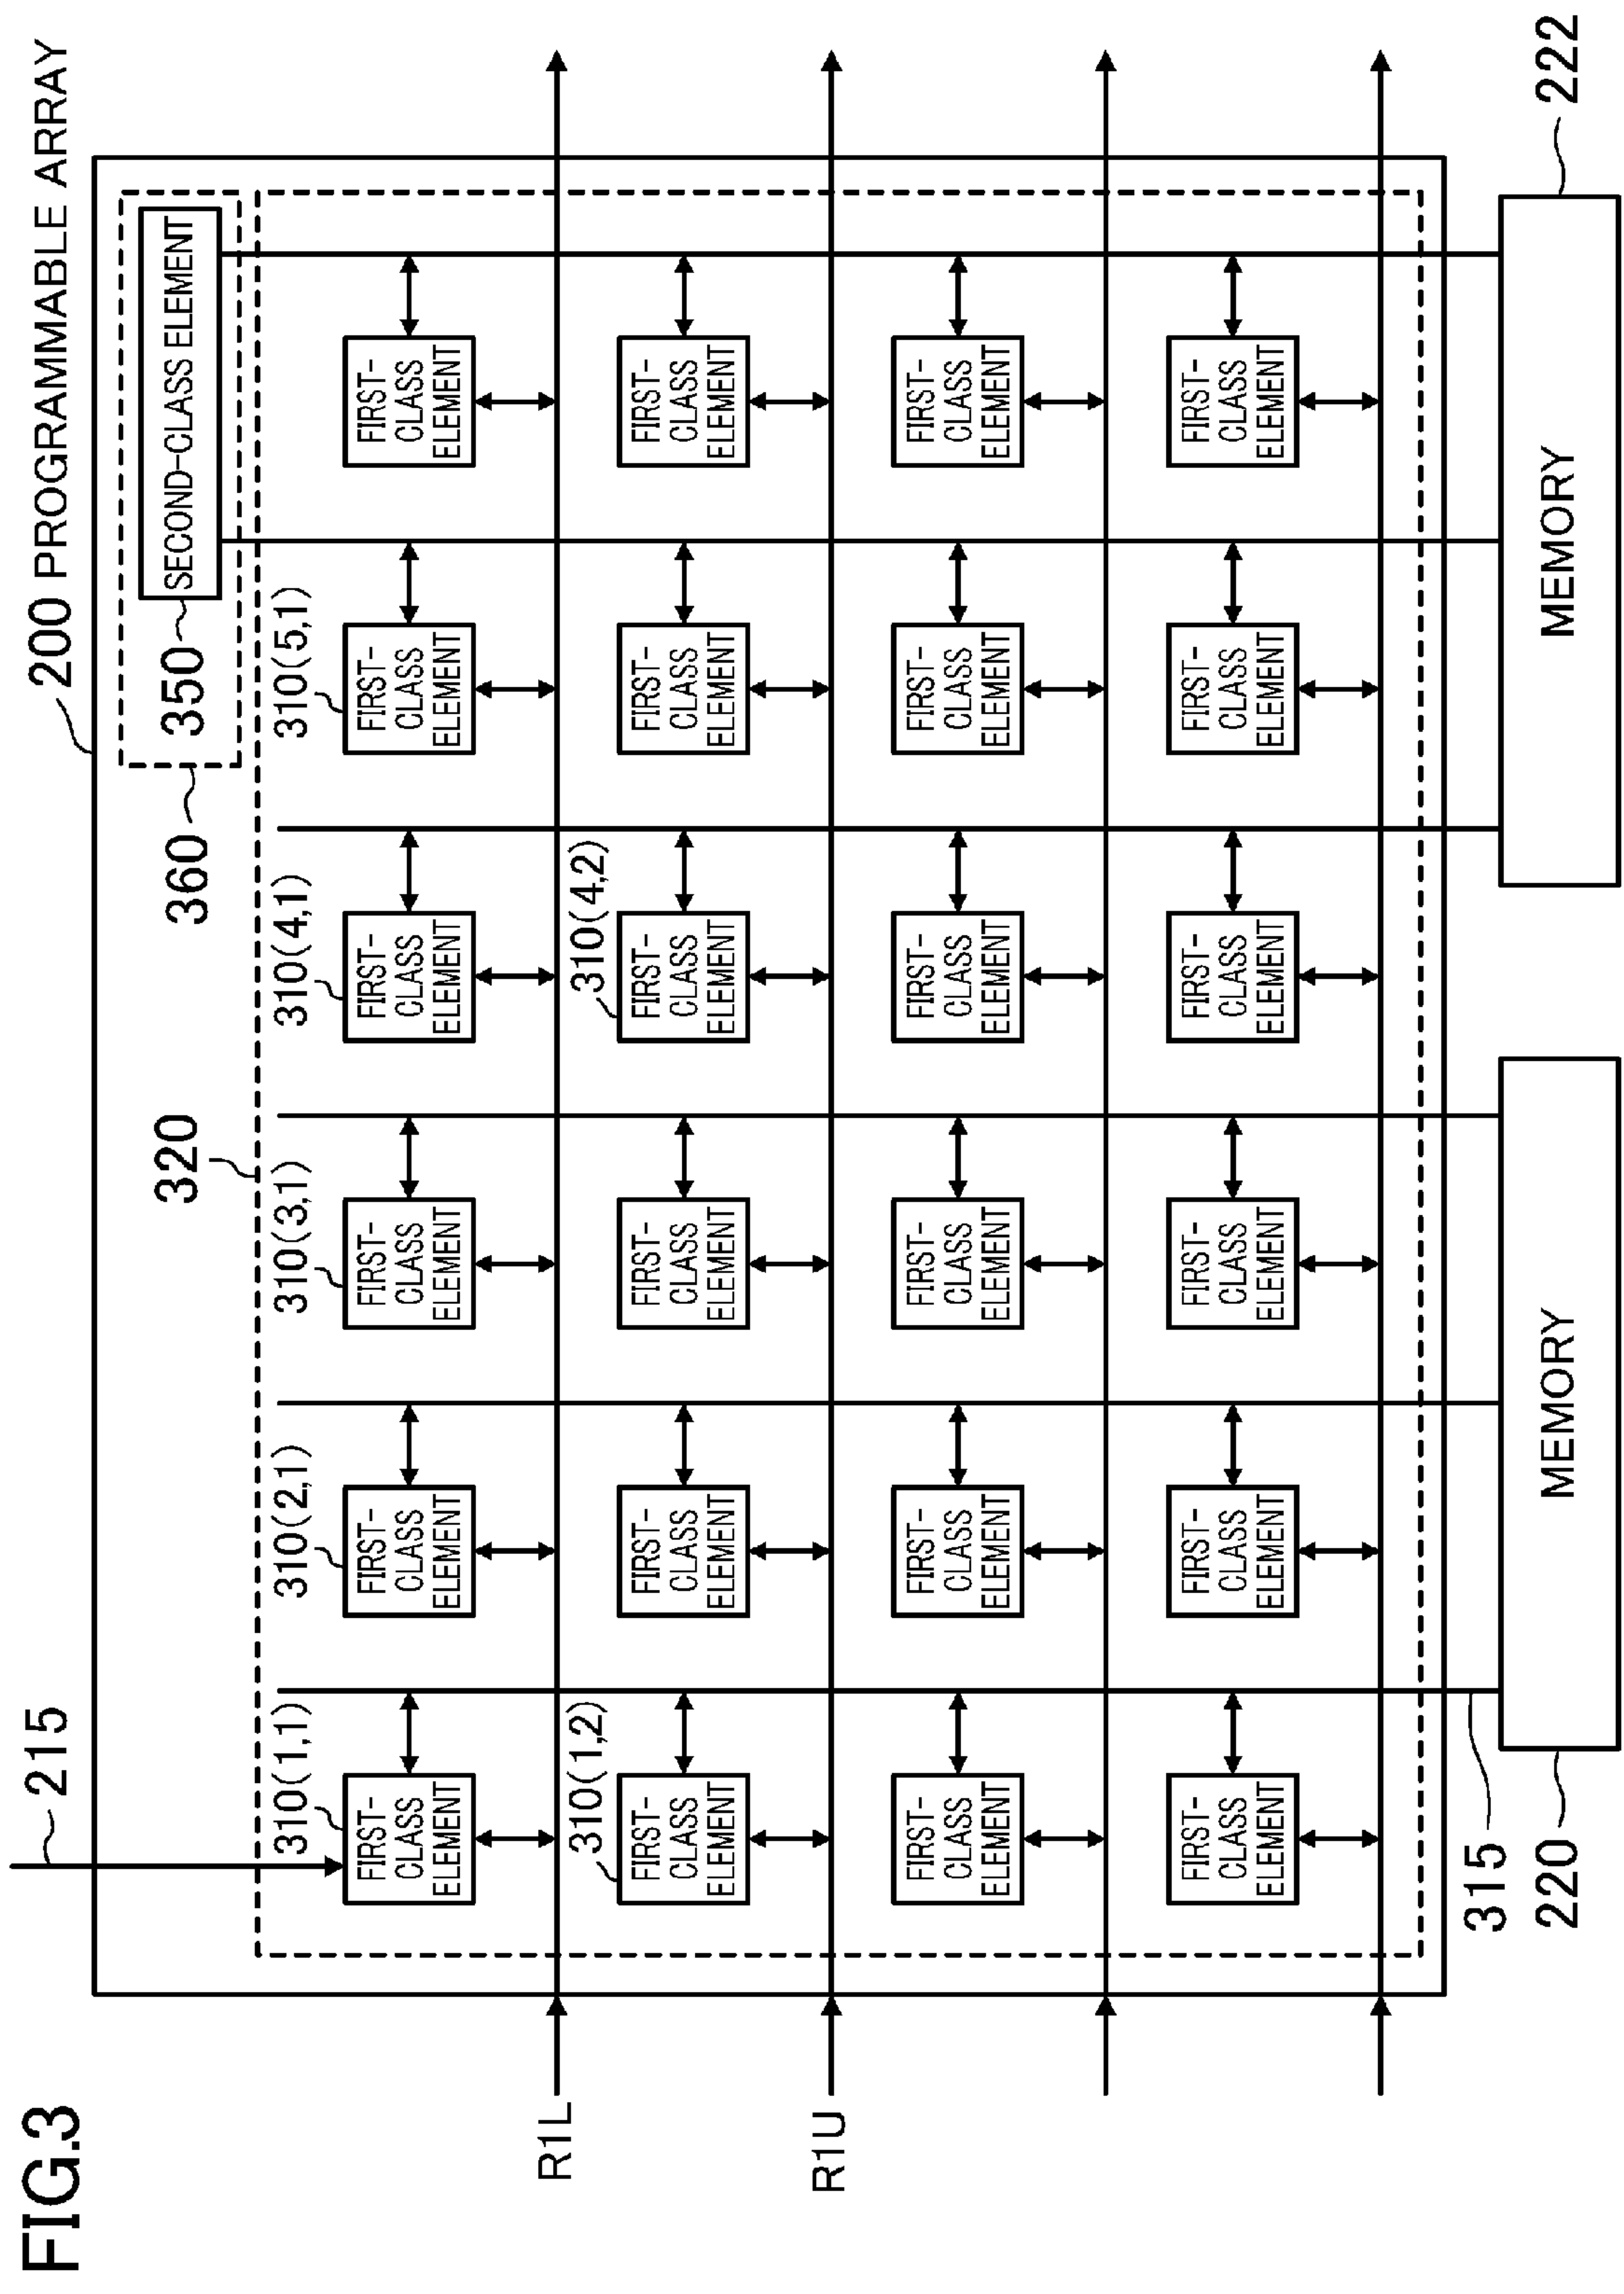 FIG.3
200 PROGRAMMABLE ARRAY
215
320
360
350
SECOND-CLASS ELEMENT
310(1,1)
310(2,1)
310(3,1)
310(4,1)
310(5,1)
FIRST-
CLASS
ELEMENT
FIRST-
CLASS
ELEMENT
FIRST-
CLASS
ELEMENT
FIRST-
CLASS
ELEMENT
FIRST-
CLASS
ELEMENT
FIRST-
CLASS
ELEMENT
R1L
310(1,2)
310(4,2)
FIRST-
CLASS
ELEMENT
FIRST-
CLASS
ELEMENT
FIRST-
CLASS
ELEMENT
FIRST-
CLASS
ELEMENT
FIRST-
CLASS
ELEMENT
FIRST-
CLASS
ELEMENT
R1U
FIRST-
CLASS
ELEMENT
FIRST-
CLASS
ELEMENT
FIRST-
CLASS
ELEMENT
FIRST-
CLASS
ELEMENT
FIRST-
CLASS
ELEMENT
FIRST-
CLASS
ELEMENT
FIRST-
CLASS
ELEMENT
FIRST-
CLASS
ELEMENT
FIRST-
CLASS
ELEMENT
FIRST-
CLASS
ELEMENT
FIRST-
CLASS
ELEMENT
FIRST-
CLASS
ELEMENT
315
220
MEMORY
MEMORY
222